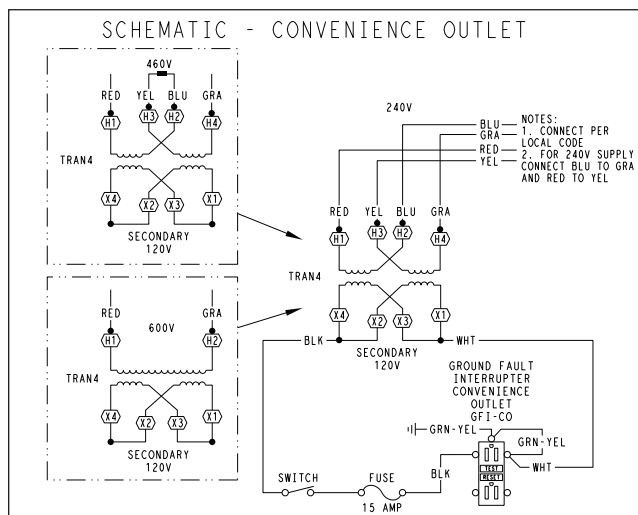 SCHEMATIC - CONVENIENCE OUTLET
460V
RED YEL BLU GRA
H1 H3 H2 H4
TRAN4
X4 X2 X3 X1
SECONDARY
120V
RED GRA
600V
H1 H2
TRAN4
X4 X2 X3 X1
SECONDARY
120V
240V
BLU
GRA
RED
YEL
NOTES:
1. CONNECT PER
LOCAL CODE
2. FOR 240V SUPPLY
CONNECT BLU TO GRA
AND RED TO YEL
RED YEL BLU GRA
H1 H3 H2 H4
TRAN4
X4 X2 X3 X1
BLK
WHT
SECONDARY
120V
GROUND FAULT
INTERRUPTER
CONVENIENCE
OUTLET
GFI-CO
GRN-YEL
GRN-YEL
WHT
BLK
TEST
RESET
SWITCH
FUSE
15 AMP